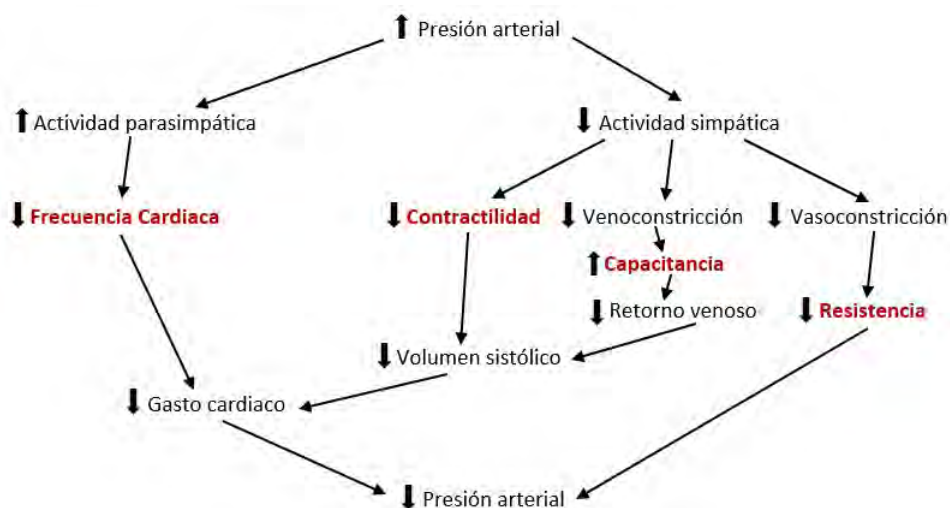 ⬆ Presión arterial
⬆ Actividad parasimpática
⬇ Actividad simpática
⬇ Frecuencia Cardiaca
⬇ Contractilidad
⬇ Venoconstricción
⬇ Vasoconstricción
⬆ Capacitancia
⬇ Retorno venoso
⬇ Resistencia
⬇ Volumen sistólico
⬇ Gasto cardiaco
⬇ Presión arterial